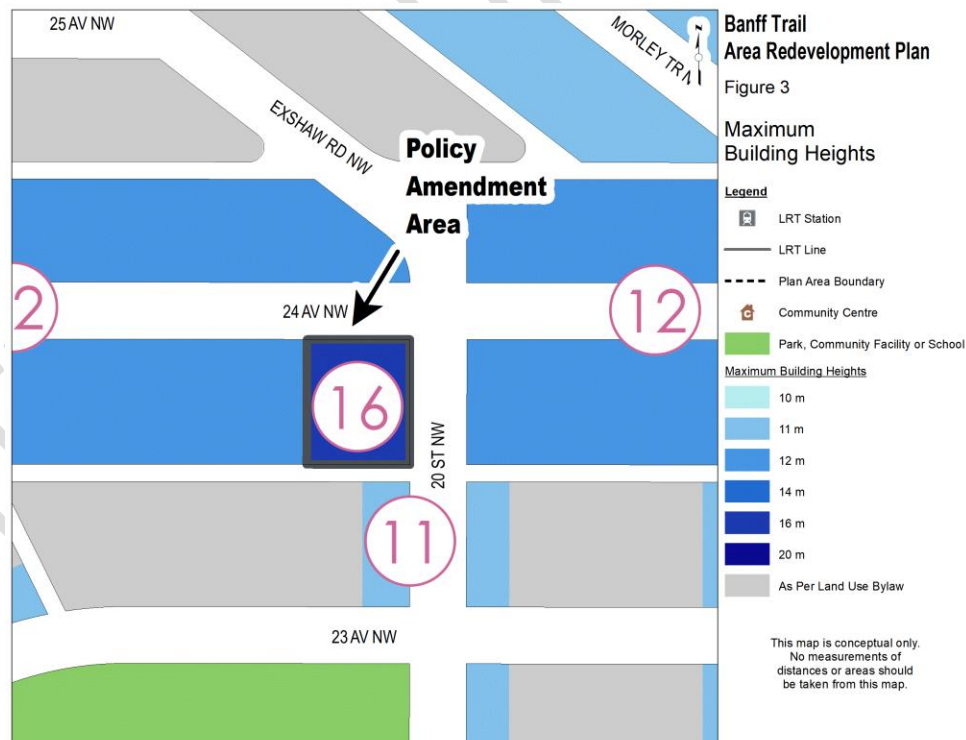 25 AV NW
MORLEY TR N
EXSHAW RD NW
Policy
Amendment
Area
24 AV NW
2
12
16
20 ST NW
11
23 AV NW
Banff Trail
Area Redevelopment Plan
Figure 3
Maximum
Building Heights
Legend
LRT Station
LRT Line
Plan Area Boundary
C
Community Centre
Park, Community Facility or School
Maximum Building Heights
10 m
11 m
12 m
14 m
16 m
20 m
As Per Land Use Bylaw
This map is conceptual only.
No measurements of
distances or areas should
be taken from this map.